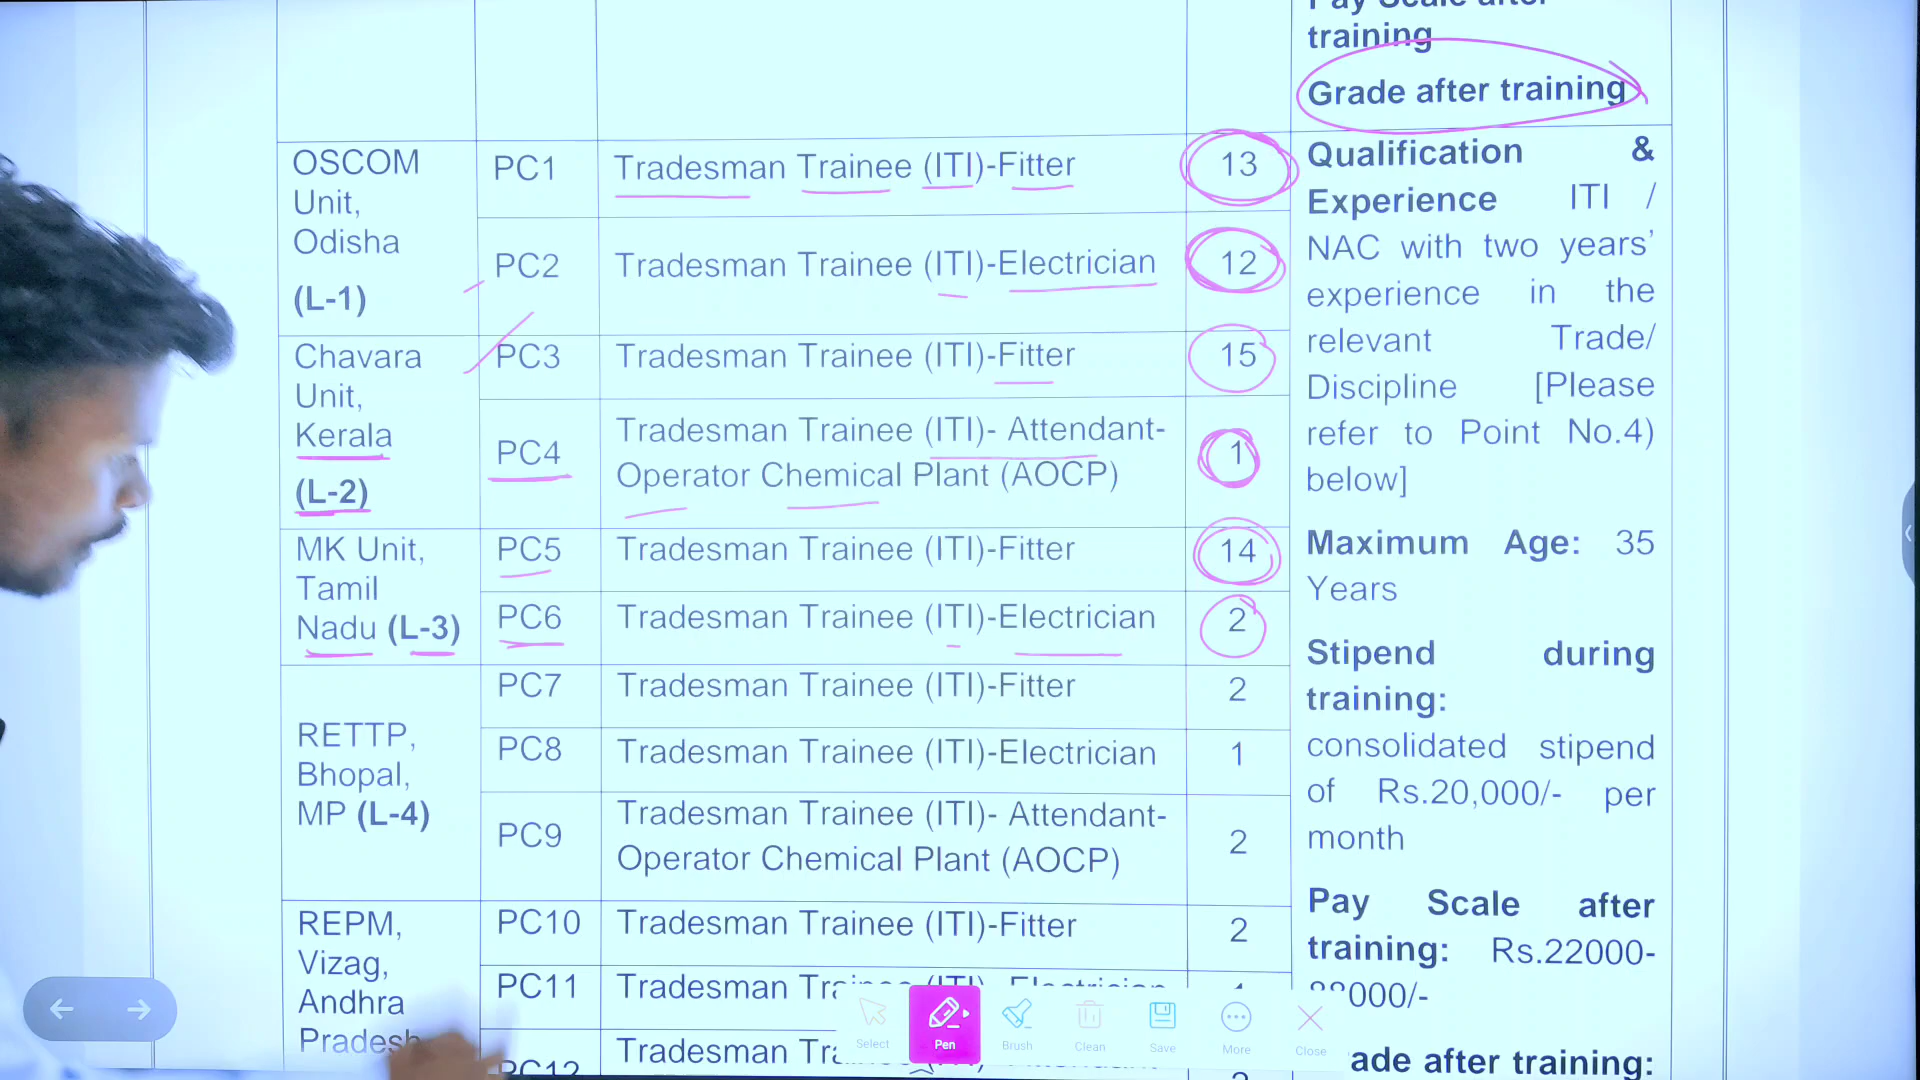 training
Grade after training
OSCOM
Unit,
Odisha
(L-1)
PC1
Tradesman Trainee (ITI)-Fitter
13
PC2
Tradesman Trainee (ITI)-Electrician
12
Chavara
Unit,
Kerala
(L-2)
PC3
Tradesman Trainee (ITI)-Fitter
15
PC4
Tradesman Trainee (ITI)- Attendant-
Operator Chemical Plant (AOCP)
1
MK Unit,
Tamil
Nadu (L-3)
PC5
Tradesman Trainee (ITI)-Fitter
14
PC6
Tradesman Trainee (ITI)-Electrician
2
RETTP,
Bhopal,
MP (L-4)
PC7
Tradesman Trainee (ITI)-Fitter
2
PC8
Tradesman Trainee (ITI)-Electrician
1
PC9
Tradesman Trainee (ITI)- Attendant-
Operator Chemical Plant (AOCP)
2
REPM,
Vizag,
Andhra
Pradesh
PC10
Tradesman Trainee (ITI)-Fitter
2
PC11
Tradesman
PC12
Tradesman
Qualification &
Experience ITI /
NAC with two years’
experience in the
relevant Trade/
Discipline [Please
refer to Point No.4)
below]
Maximum Age: 35
Years
Stipend during
training:
consolidated stipend
of Rs.20,000/- per
month
Pay Scale after
training: Rs.22000-
after training:
Select
Pen
Brush
Clean
Save
More
Close